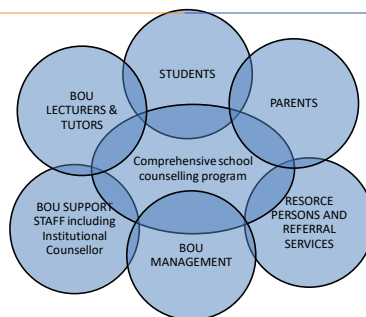 STUDENTS
BOU
LECTURERS &
TUTORS
PARENTS
Comprehensive school
counselling program
BOU SUPPORT
STAFF including
Institutional
Counsellor
RESORCE
PERSONS AND
REFERRAL
SERVICES
BOU
MANAGEMENT